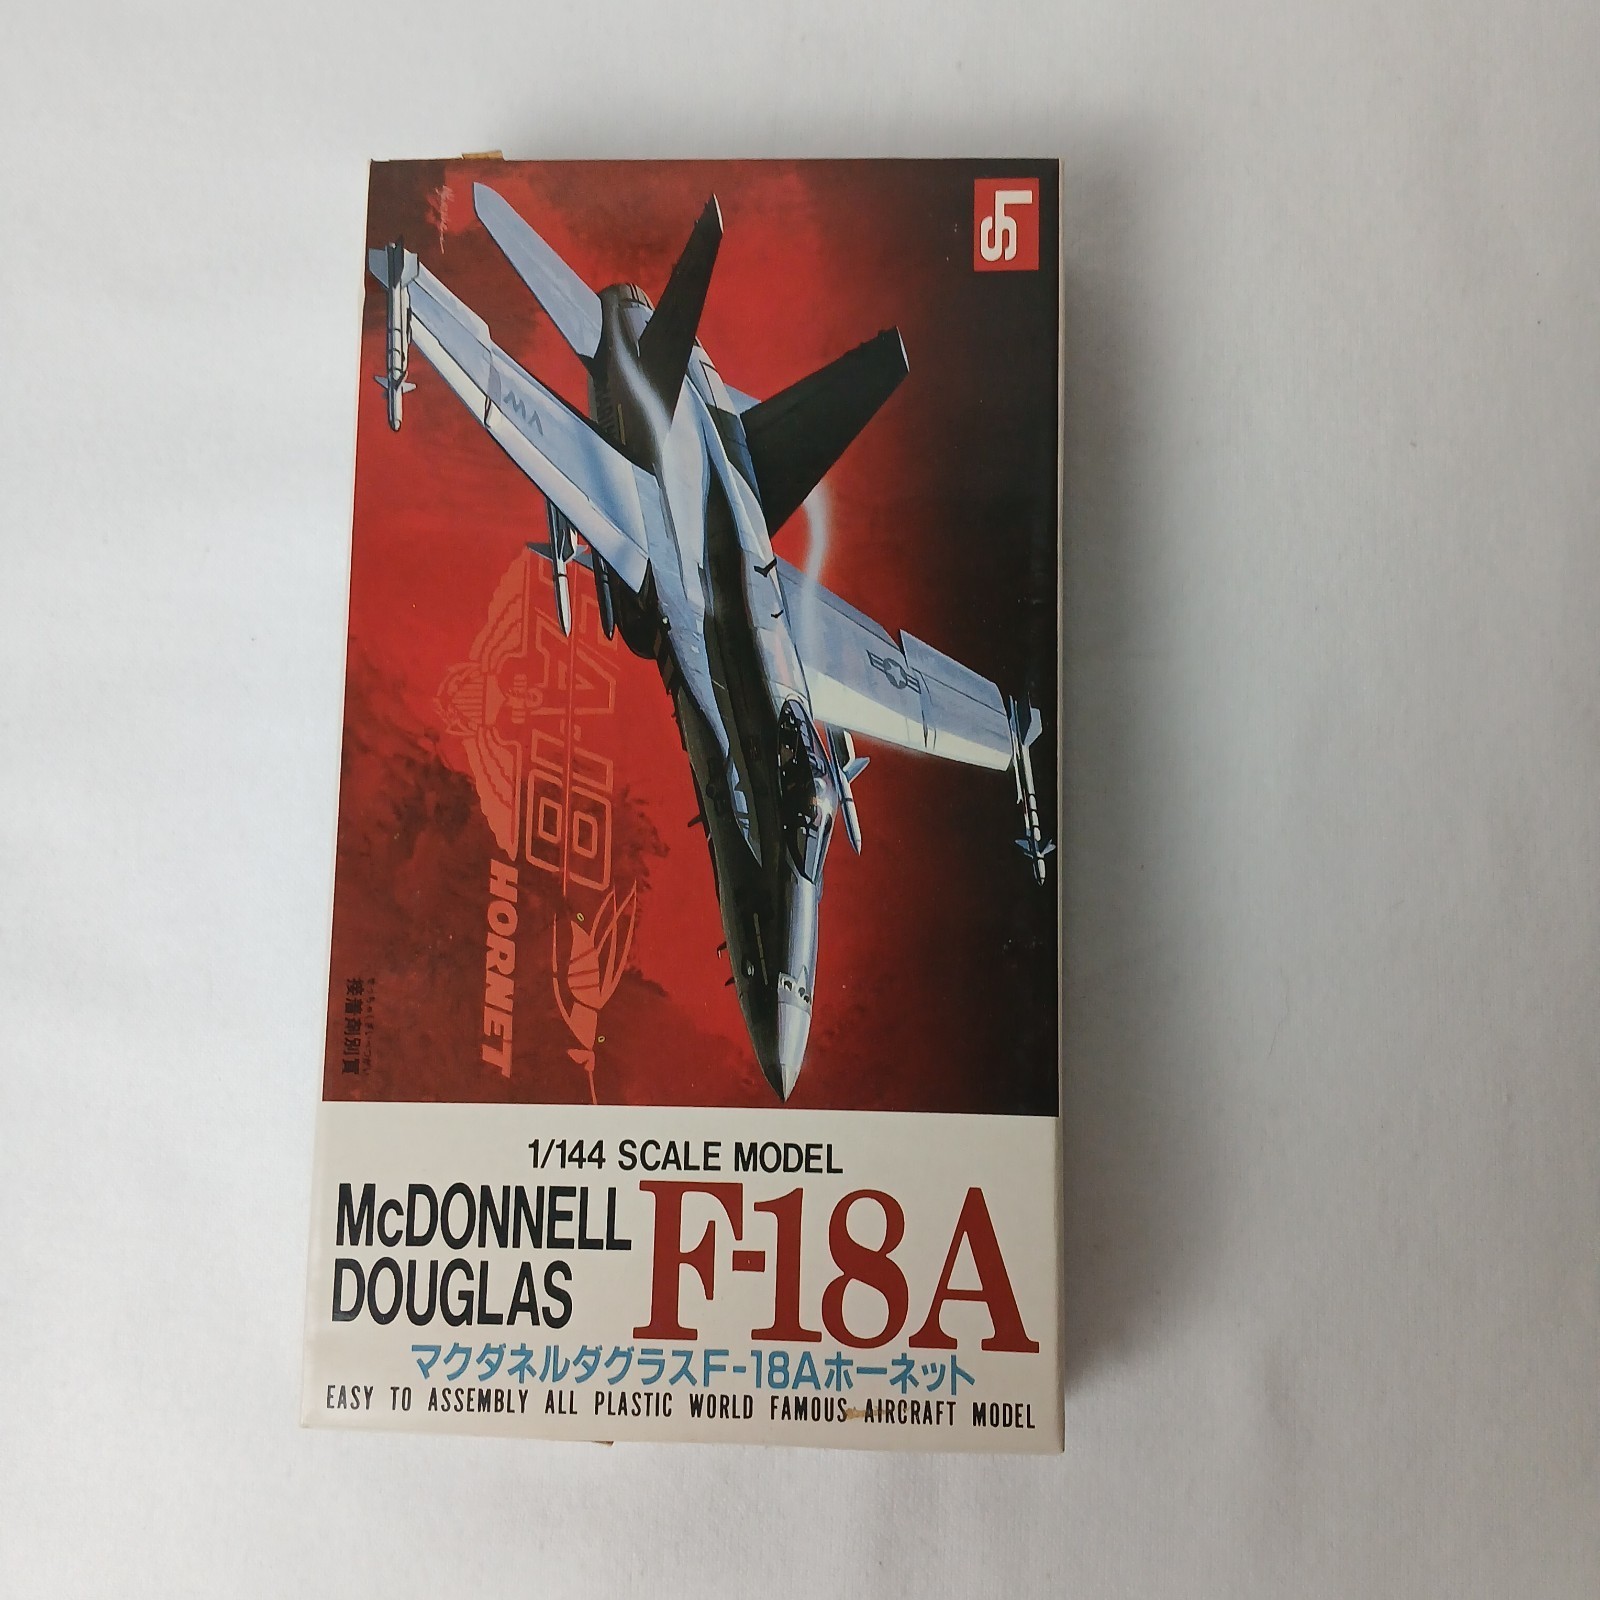 LS
VMA
F/A-18
HORNET
接着剤別買
1/144 SCALE MODEL
McDONNELL
DOUGLAS
F-18A
マクダネルダグラスF-18Aホーネット
EASY TO ASSEMBLY ALL PLASTIC WORLD FAMOUS AIRCRAFT MODEL